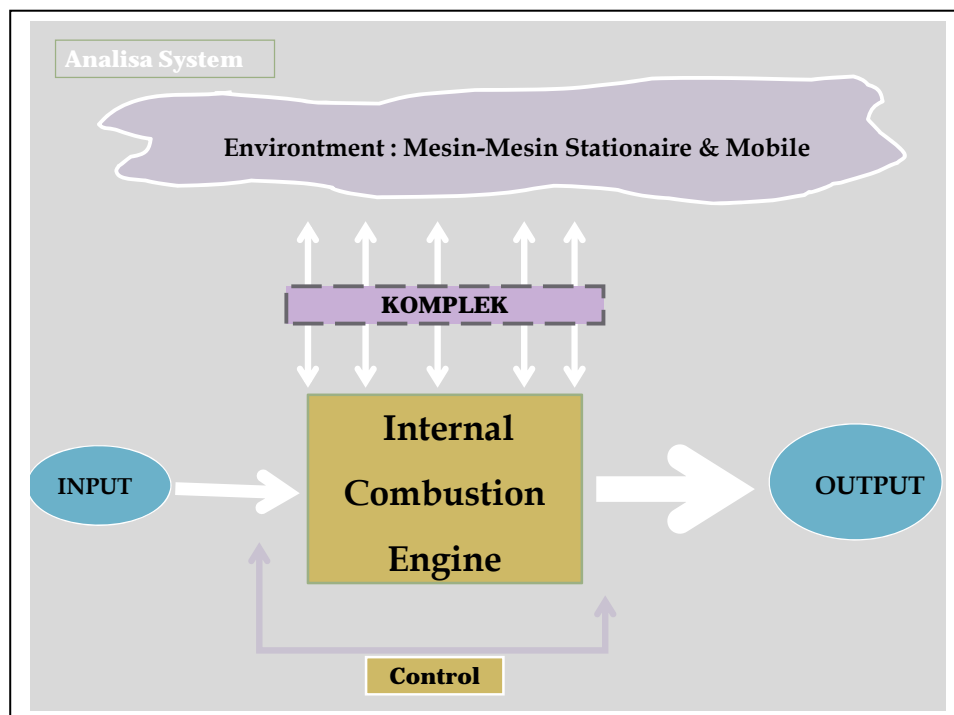 Analisa System
Environtment : Mesin-Mesin Stationaire & Mobile
KOMPLEK
Internal
Combustion
Engine
INPUT
OUTPUT
Control